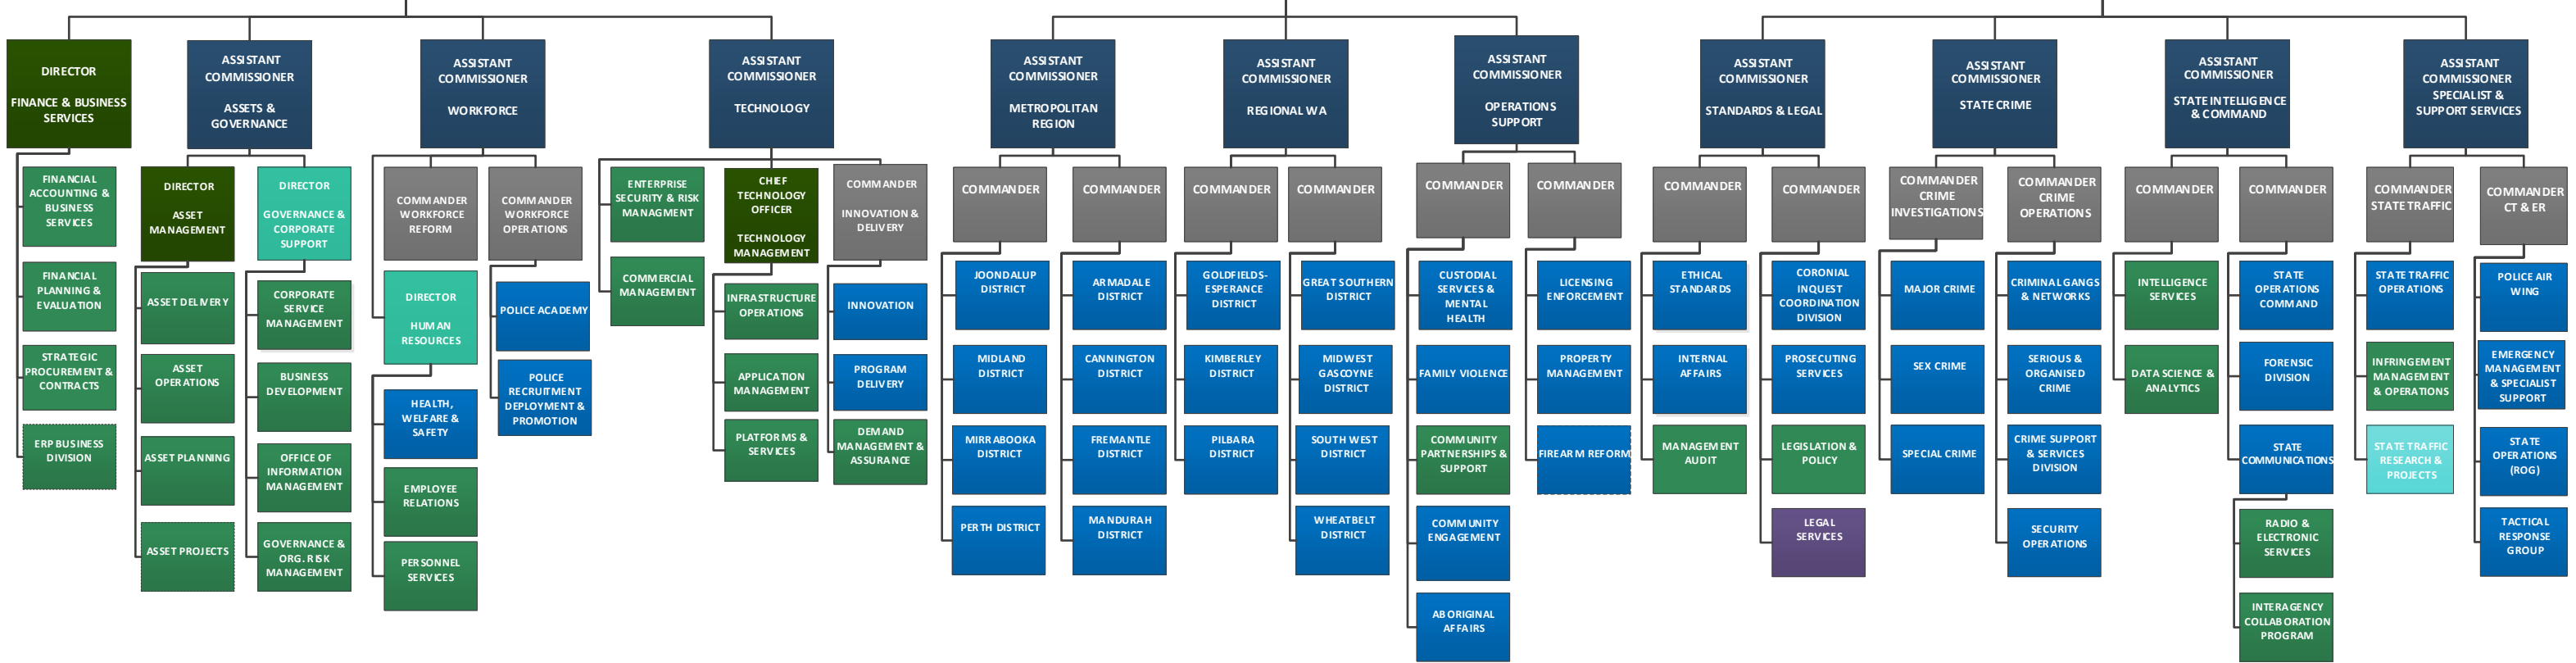 DIRECTOR
FINANCE & BUSINESS
SERVICES
FINANCIAL
ACCOUNTING &
BUSINESS
SERVICES
FINANCIAL
PLANNING &
EVALUATION
STRATEGIC
PROCUREMENT &
CONTRACTS
ERP BUSINESS
DIVISION
ASSISTANT
COMMISSIONER
ASSETS &
GOVERNANCE
DIRECTOR
ASSET
MANAGEMENT
ASSET DELIVERY
ASSET
OPERATIONS
ASSET PLANNING
ASSET PROJECTS
DIRECTOR
GOVERNANCE &
CORPORATE
SUPPORT
CORPORATE
SERVICE
MANAGEMENT
BUSINESS
DEVELOPMENT
OFFICE OF
INFORMATION
MANAGEMENT
GOVERNANCE &
ORG. RISK
MANAGEMENT
ASSISTANT
COMMISSIONER
WORKFORCE
COMMANDER
WORKFORCE
REFORM
DIRECTOR
HUMAN
RESOURCES
HEALTH,
WELFARE &
SAFETY
EMPLOYEE
RELATIONS
PERSONNEL
SERVICES
COMMANDER
WORKFORCE
OPERATIONS
POLICE ACADEMY
POLICE
RECRUITMENT
DEPLOYMENT &
PROMOTION
ASSISTANT
COMMISSIONER
TECHNOLOGY
ENTERPRISE
SECURITY & RISK
MANAGMENT
COMMERCIAL
MANAGEMENT
CHIEF
TECHNOLOGY
OFFICER
TECHNOLOGY
MANAGEMENT
INFRASTRUCTURE
OPERATIONS
APPLICATION
MANAGEMENT
PLATFORMS &
SERVICES
COMMANDER
INNOVATION &
DELIVERY
INNOVATION
PROGRAM
DELIVERY
DEMAND
MANAGEMENT &
ASSURANCE
ASSISTANT
COMMISSIONER
METROPOLITAN
REGION
COMMANDER
JOONDALUP
DISTRICT
MIDLAND
DISTRICT
MIRRABOOKA
DISTRICT
PERTH DISTRICT
COMMANDER
ARMADALE
DISTRICT
CANNINGTON
DISTRICT
FREMANTLE
DISTRICT
MANDURAH
DISTRICT
ASSISTANT
COMMISSIONER
REGIONAL WA
COMMANDER
GOLDFIELDS-
ESPERANCE
DISTRICT
KIMBERLEY
DISTRICT
PILBARA
DISTRICT
COMMANDER
GREAT SOUTHERN
DISTRICT
MIDWEST
GASCOYNE
DISTRICT
SOUTH WEST
DISTRICT
WHEATBELT
DISTRICT
ASSISTANT
COMMISSIONER
OPERATIONS
SUPPORT
COMMANDER
CUSTODIAL
SERVICES &
MENTAL
HEALTH
FAMILY VIOLENCE
COMMUNITY
PARTNERSHIPS &
SUPPORT
COMMUNITY
ENGAGEMENT
ABORIGINAL
AFFAIRS
COMMANDER
LICENSING
ENFORCEMENT
PROPERTY
MANAGEMENT
FIREARM REFORM
ASSISTANT
COMMISSIONER
STANDARDS & LEGAL
COMMANDER
ETHICAL
STANDARDS
INTERNAL
AFFAIRS
MANAGEMENT
AUDIT
COMMANDER
CORONIAL
INQUEST
COORDINATION
DIVISION
PROSECUTING
SERVICES
LEGISLATION &
POLICY
LEGAL
SERVICES
ASSISTANT
COMMISSIONER
STATE CRIME
COMMANDER
CRIME
INVESTIGATIONS
MAJOR CRIME
SEX CRIME
SPECIAL CRIME
COMMANDER
CRIME
OPERATIONS
CRIMINAL GANGS
& NETWORKS
SERIOUS &
ORGANISED
CRIME
CRIME SUPPORT
& SERVICES
DIVISION
SECURITY
OPERATIONS
ASSISTANT
COMMISSIONER
STATE INTELLIGENCE
& COMMAND
COMMANDER
INTELLIGENCE
SERVICES
DATA SCIENCE &
ANALYTICS
COMMANDER
STATE
OPERATIONS
COMMAND
FORENSIC
DIVISION
STATE
COMMUNICATIONS
RADIO &
ELECTRONIC
SERVICES
INTERAGENCY
COLLABORATION
PROGRAM
ASSISTANT
COMMISSIONER
SPECIALIST &
SUPPORT SERVICES
COMMANDER
STATE TRAFFIC
STATE TRAFFIC
OPERATIONS
INFRINGEMENT
MANAGEMENT
& OPERATIONS
STATE TRAFFIC
RESEARCH &
PROJECTS
COMMANDER
CT & ER
POLICE AIR
WING
EMERGENCY
MANAGEMENT
& SPECIALIST
SUPPORT
STATE
OPERATIONS
(ROG)
TACTICAL
RESPONSE
GROUP